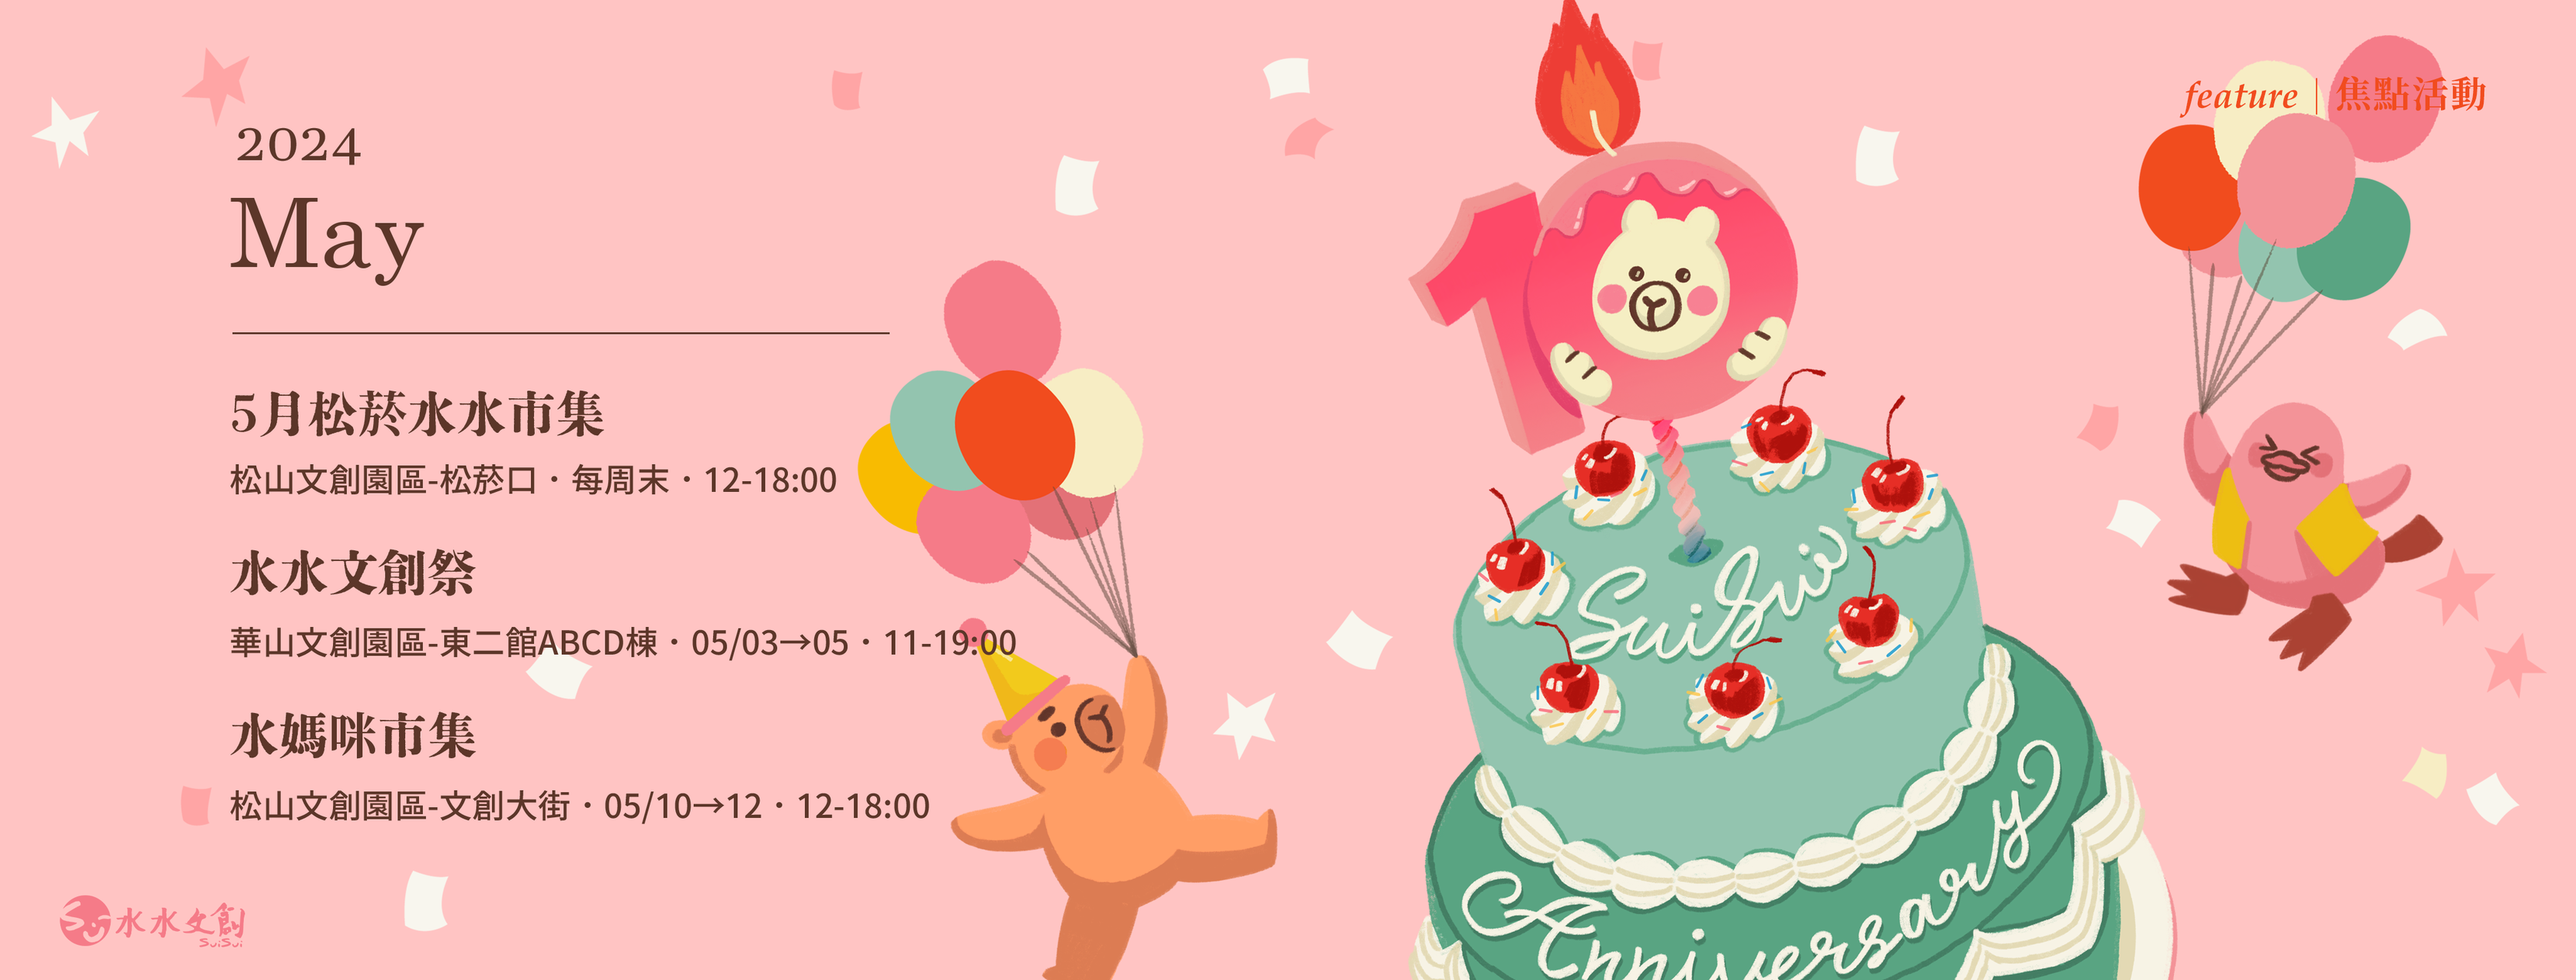 2024
May
feature | 焦點活動
5月松菸水水市集
松山文創園區-松菸口・每周末・12-18:00
水水文創祭
華山文創園區-東二館ABCD棟・05/03→05・11-19:00
水媽咪市集
松山文創園區-文創大街・05/10→12・12-18:00
10
SuiSui
Anniversary
水水文創
SuiSui